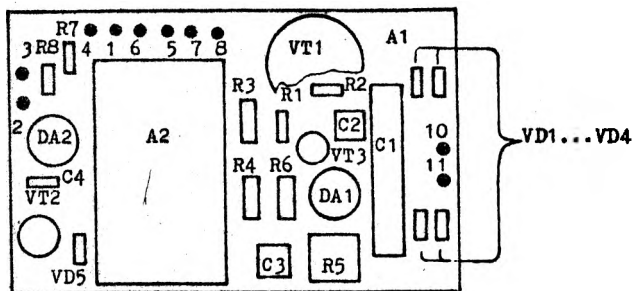 R7
R8
3
4 1 6 5 7 8
VT1
A1
R3
R1
R2
2
DA2
A2
C2
C1
10
VD1...VD4
VT3
11
C4
VT2
R4
R6
DA1
VD5
C3
R5